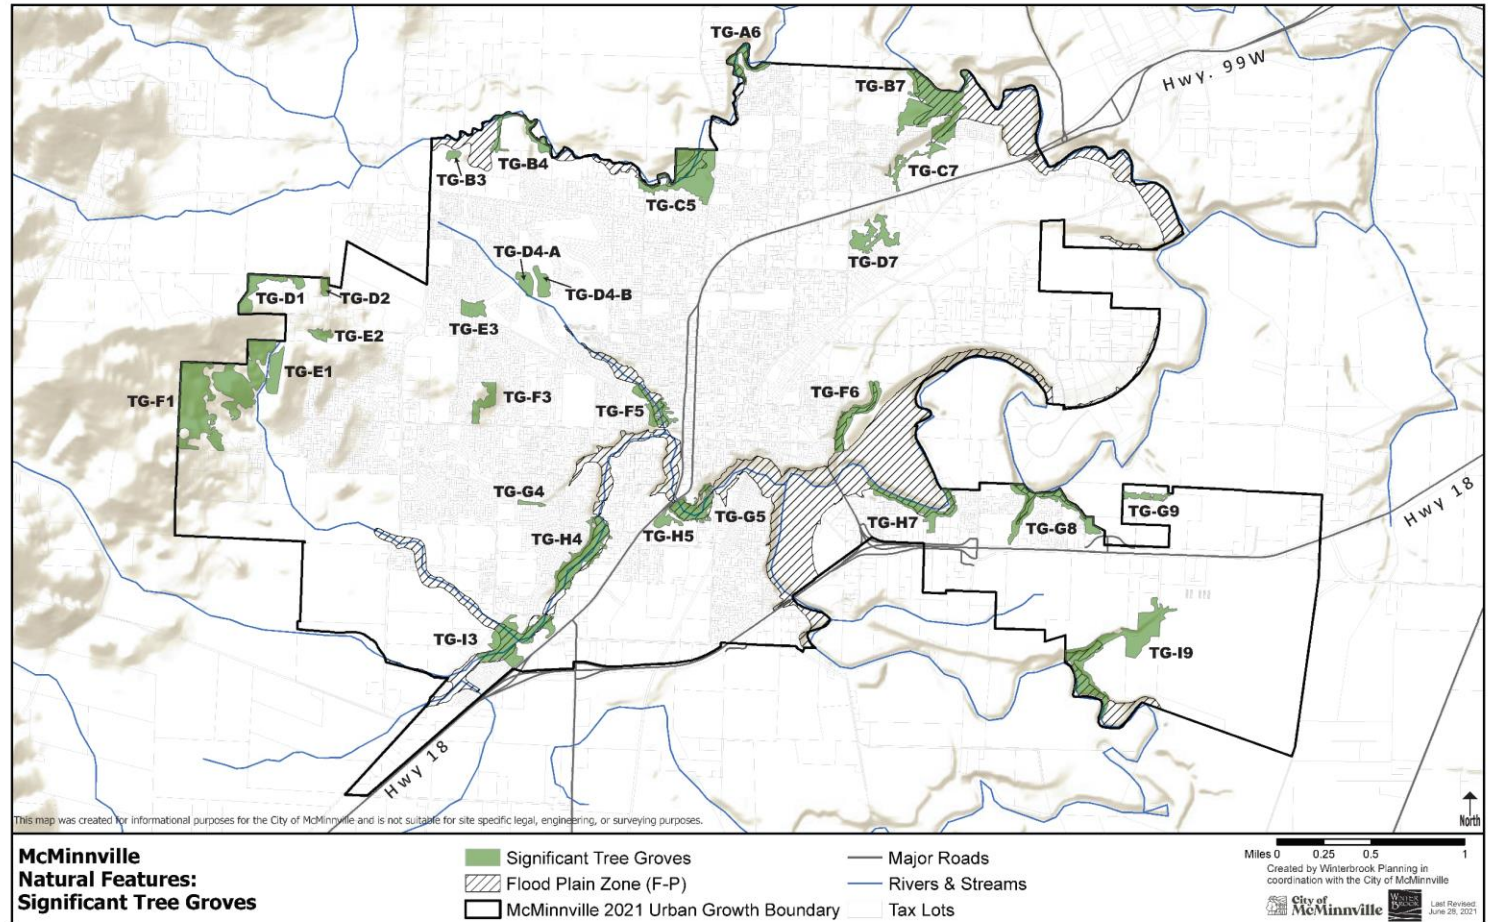 TG-A6
Hwy. 99W
TG-B7
TG-B3
TG-B4
TG-C7
TG-C5
TG-D7
TG-D4-A
TG-D4-B
TG-D1
TG-D2
TG-E3
TG-E2
TG-E1
TG-F1
TG-F3
TG-F5
TG-F6
TG-G4
TG-H4
TG-H5
TG-G5
TG-H7
TG-G8
TG-G9
Hwy 18
TG-I3
TG-I9
Hwy 18
This map was created for informational purposes for the City of McMinnville and is not suitable for site specific legal, engineering, or surveying purposes.
North
McMinnville
Natural Features:
Significant Tree Groves
Significant Tree Groves
Flood Plain Zone (F-P)
McMinnville 2021 Urban Growth Boundary
Major Roads
Rivers & Streams
Tax Lots
Miles 0 0.25 0.5 1
Created by Winterbrook Planning in
coordination with the City of McMinnville
City of
McMinnville
WINTER
BROOK
Last Revised:
June 28, 2021